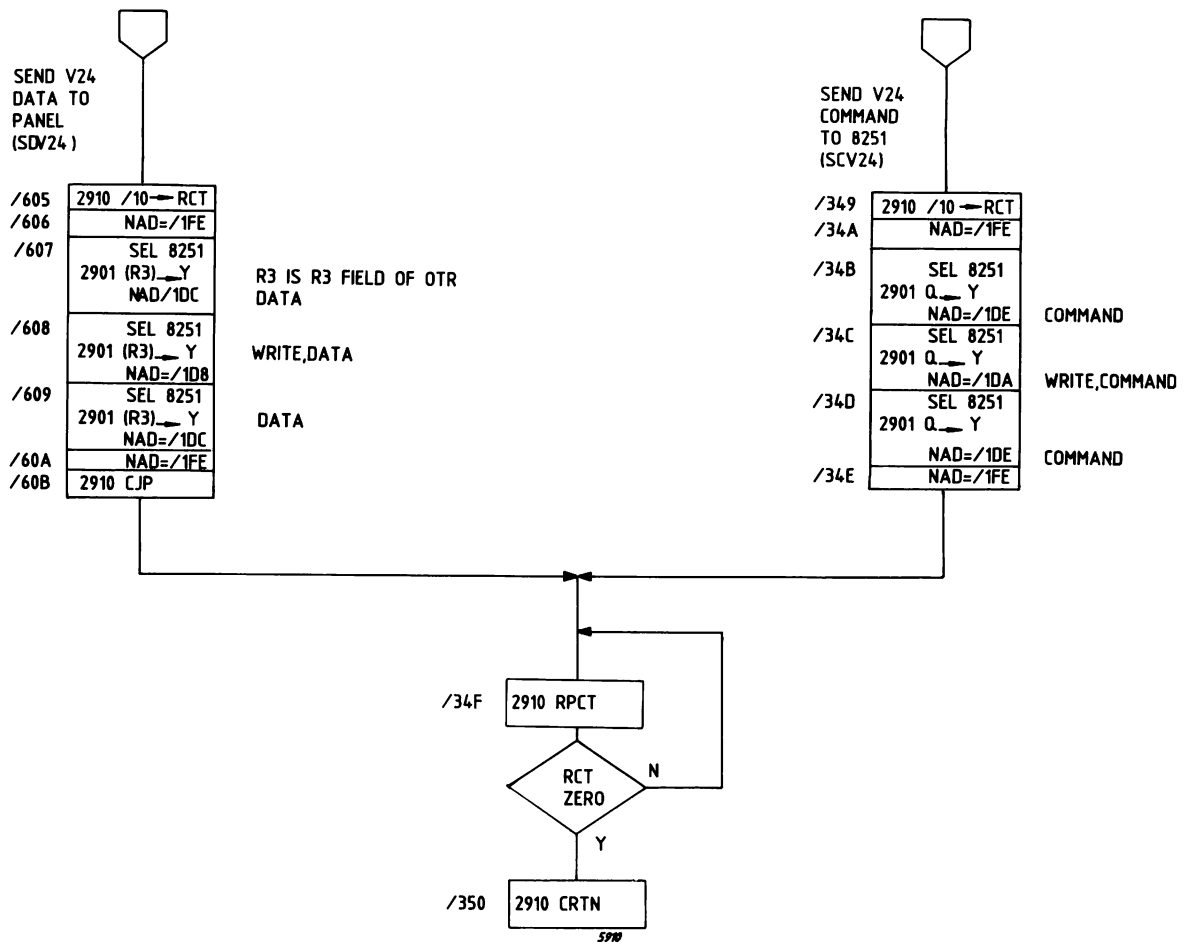 SEND V24
DATA TO
PANEL
(SDV24)
/605 2910 /10→RCT
/606 NAD=/1FE
/607 SEL 8251
2901 (R3)→Y
NAD/1DC
R3 IS R3 FIELD OF OTR
DATA
/608 SEL 8251
2901 (R3)→Y
NAD=/1D8
WRITE,DATA
/609 SEL 8251
2901 (R3)→Y
NAD=/1DC
DATA
/60A NAD=/1FE
/60B 2910 CJP
SEND V24
COMMAND
TO 8251
(SCV24)
/349 2910 /10→RCT
/34A NAD=/1FE
/34B SEL 8251
2901 Q→Y
NAD=/1DE COMMAND
/34C SEL 8251
2901 Q→Y
NAD=/1DA WRITE,COMMAND
/34D SEL 8251
2901 Q→Y
NAD=/1DE COMMAND
/34E NAD=/1FE
/34F 2910 RPCT
RCT
ZERO
N
Y
/350 2910 CRTN
5910